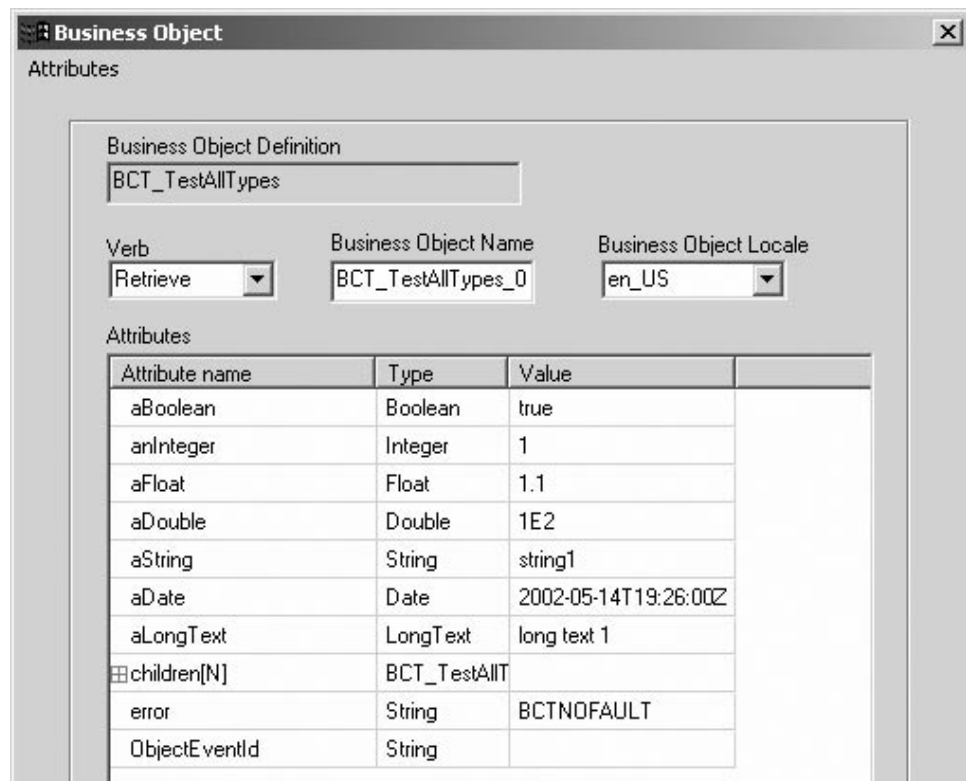 Business Object
Attributes
Business Object Definition
BCT_TestAllTypes
Verb Business Object Name Business Object Locale
Retrieve BCT_TestAllTypes_0 en_US
Attributes
Attribute name Type Value
aBoolean Boolean true
anInteger Integer 1
aFloat Float 1.1
aDouble Double 1E2
aString String string1
aDate Date 2002-05-14T19:26:00Z
aLongText LongText long text 1
children[N] BCT_TestAllT
error String BCTNOFAULT
ObjectEventId String